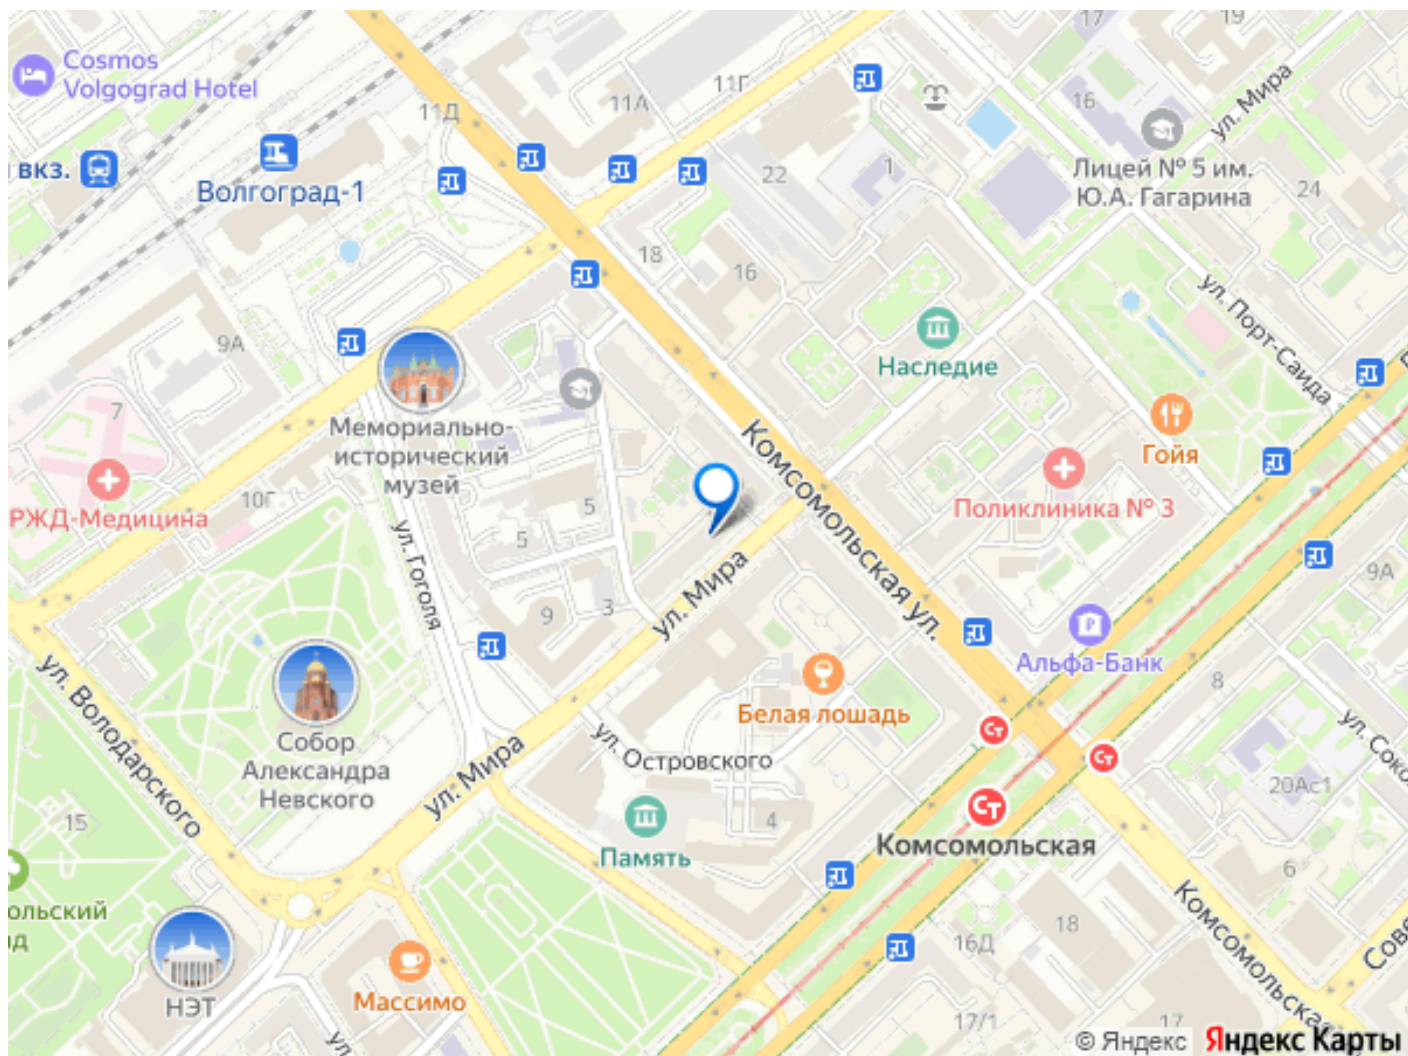 Cosmos
Volgograd Hotel
11Д
11А
11Г
17
19
16
ул. Мира
вкз.
Волгоград-1
22
1
Лицей № 5 им.
Ю.А. Гагарина
24
18
16
ул. Порт-Саида
9А
Наследие
7
Мемориально-
исторический
музей
Комсомольская ул.
Гойя
РЖД-Медицина
10Г
5
5
Поликлиника № 3
ул. Гоголя
ул. Мира
9
3
9А
Альфа-Банк
8
ул. Володарского
Собор
Александра
Невского
Белая лошадь
ул. Островского
ул. Мира
15
4
Память
Комсомольская
20Ас1
6
ольский
д
18
16Д
Комсомольская
НЭТ
Массимо
17/1
17
© Яндекс
Яндекс Карты